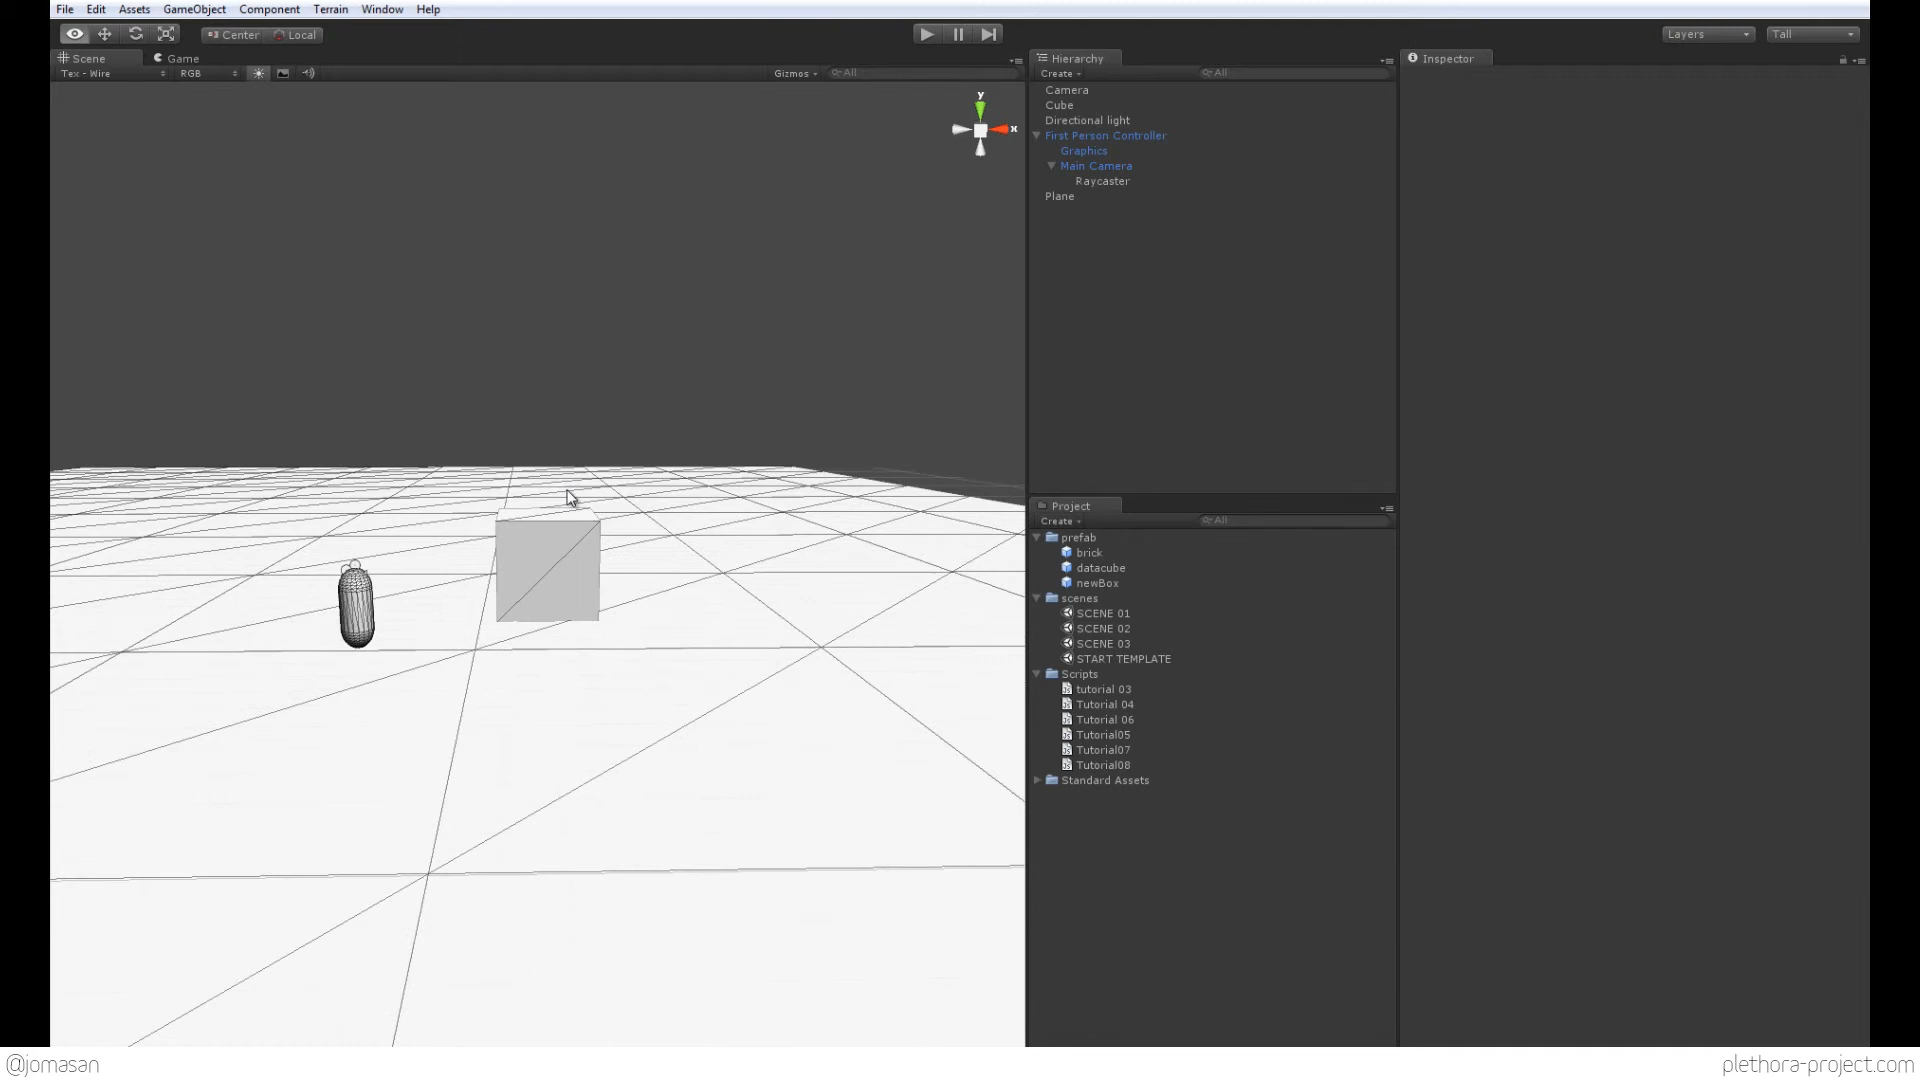 File Edit Assets GameObject Component Terrain Window Help
Center Local Layers Tall
Scene Game
Tex - Wire RGB Gizmos All
y
x
Hierarchy
Create All
Camera
Cube
Directional light
First Person Controller
Graphics
Main Camera
Raycaster
Plane
Project
Create All
prefab
brick
datacube
newBox
scenes
SCENE 01
SCENE 02
SCENE 03
START TEMPLATE
Scripts
tutorial 03
Tutorial 04
Tutorial 06
Tutorial05
Tutorial07
Tutorial08
Standard Assets
Inspector
@jomasan
plethora-project.com